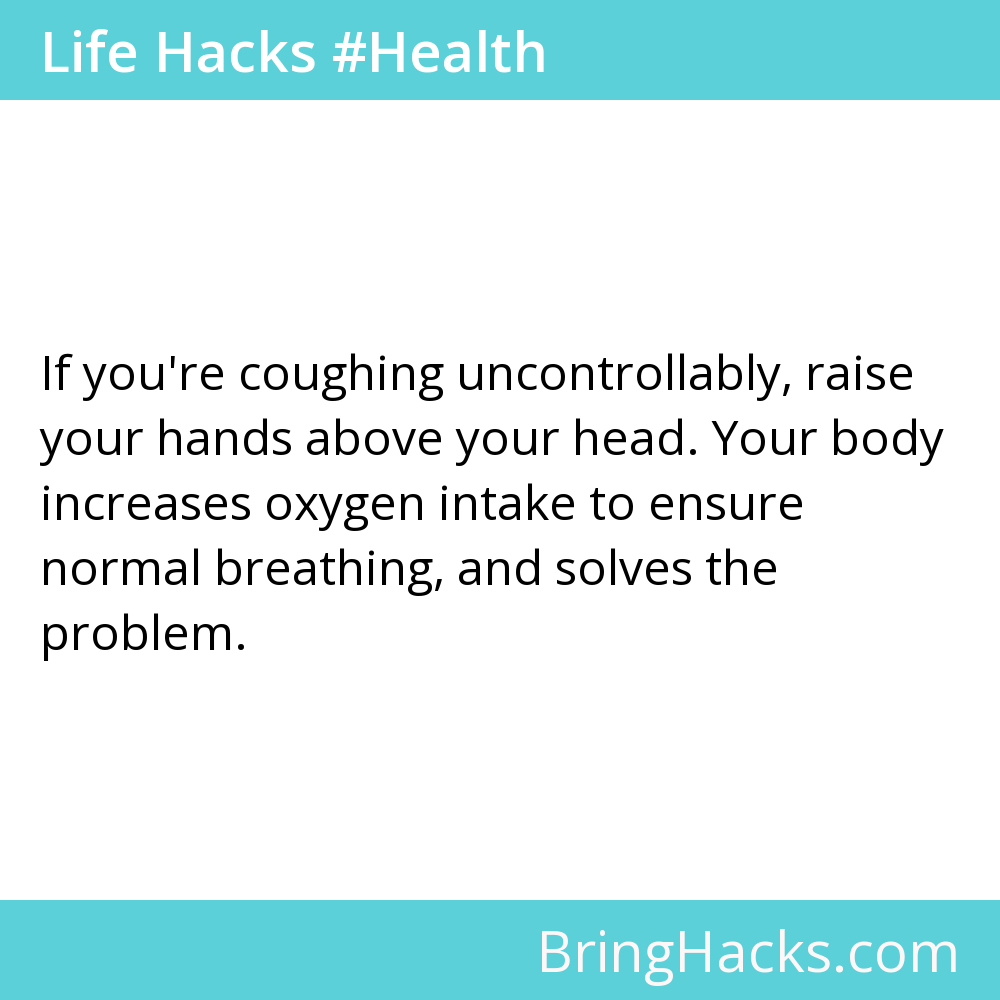 Life Hacks #Health
If you're coughing uncontrollably, raise
your hands above your head. Your body
increases oxygen intake to ensure
normal breathing, and solves the
problem.
BringHacks.com